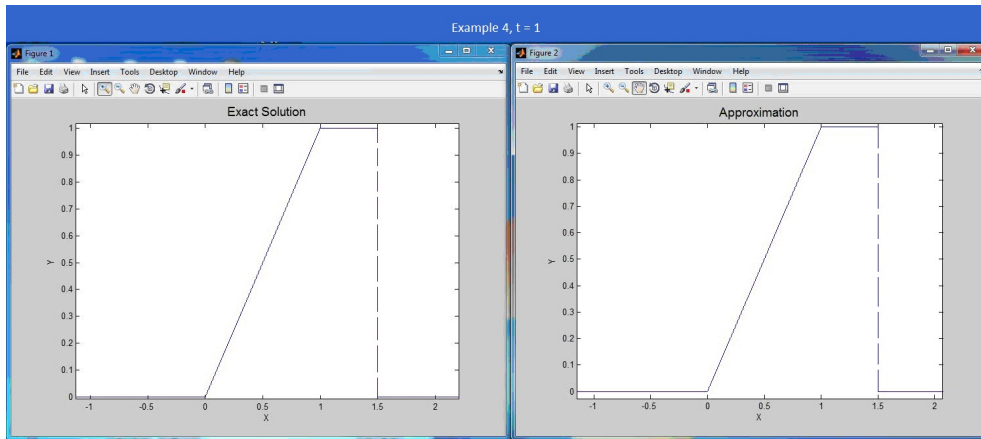 Example 4, t = 1
Figure 1
File Edit View Insert Tools Desktop Window Help
Exact Solution
1
0.9
0.8
0.7
0.6
0.5
0.4
0.3
0.2
0.1
0
Y
-1 -0.5 0 0.5 1 1.5 2
X
Figure 2
File Edit View Insert Tools Desktop Window Help
Approximation
1
0.9
0.8
0.7
0.6
0.5
0.4
0.3
0.2
0.1
0
Y
-1 -0.5 0 0.5 1 1.5 2
X